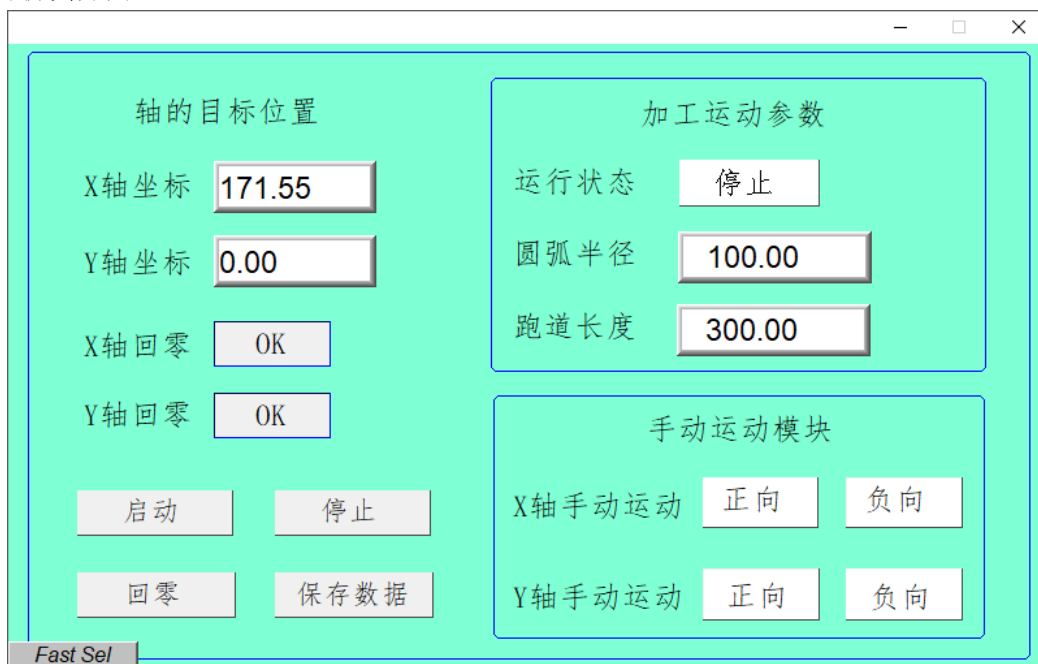 轴的目标位置
X轴坐标 171.55
Y轴坐标 0.00
X轴回零 OK
Y轴回零 OK
启动 停止
回零 保存数据
加工运动参数
运行状态 停止
圆弧半径 100.00
跑道长度 300.00
手动运动模块
X轴手动运动 正向 负向
Y轴手动运动 正向 负向
Fast Sel